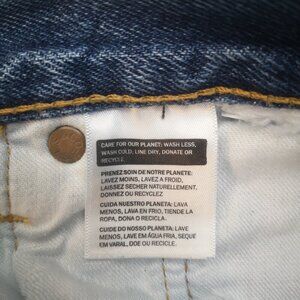 CARE FOR OUR PLANET: WASH LESS,
WASH COLD, LINE DRY, DONATE OR
RECYCLE.
PRENEZ SOIN DE NOTRE PLANETE:
LAVEZ MOINS, LAVEZ A FROID,
LAISSEZ SECHER NATURELLEMENT,
DONNEZ OU RECYCLEZ
CUIDA NUESTRO PLANETA: LAVA
MENOS, LAVA EN FRIO, TIENDE LA
ROPA, DONA O RECICLA.
CUIDE DO NOSSO PLANETA: LAVE
MENOS, LAVE EM ÁGUA FRIA, SEQUE
EM VARAL, DOE OU RECICLE.